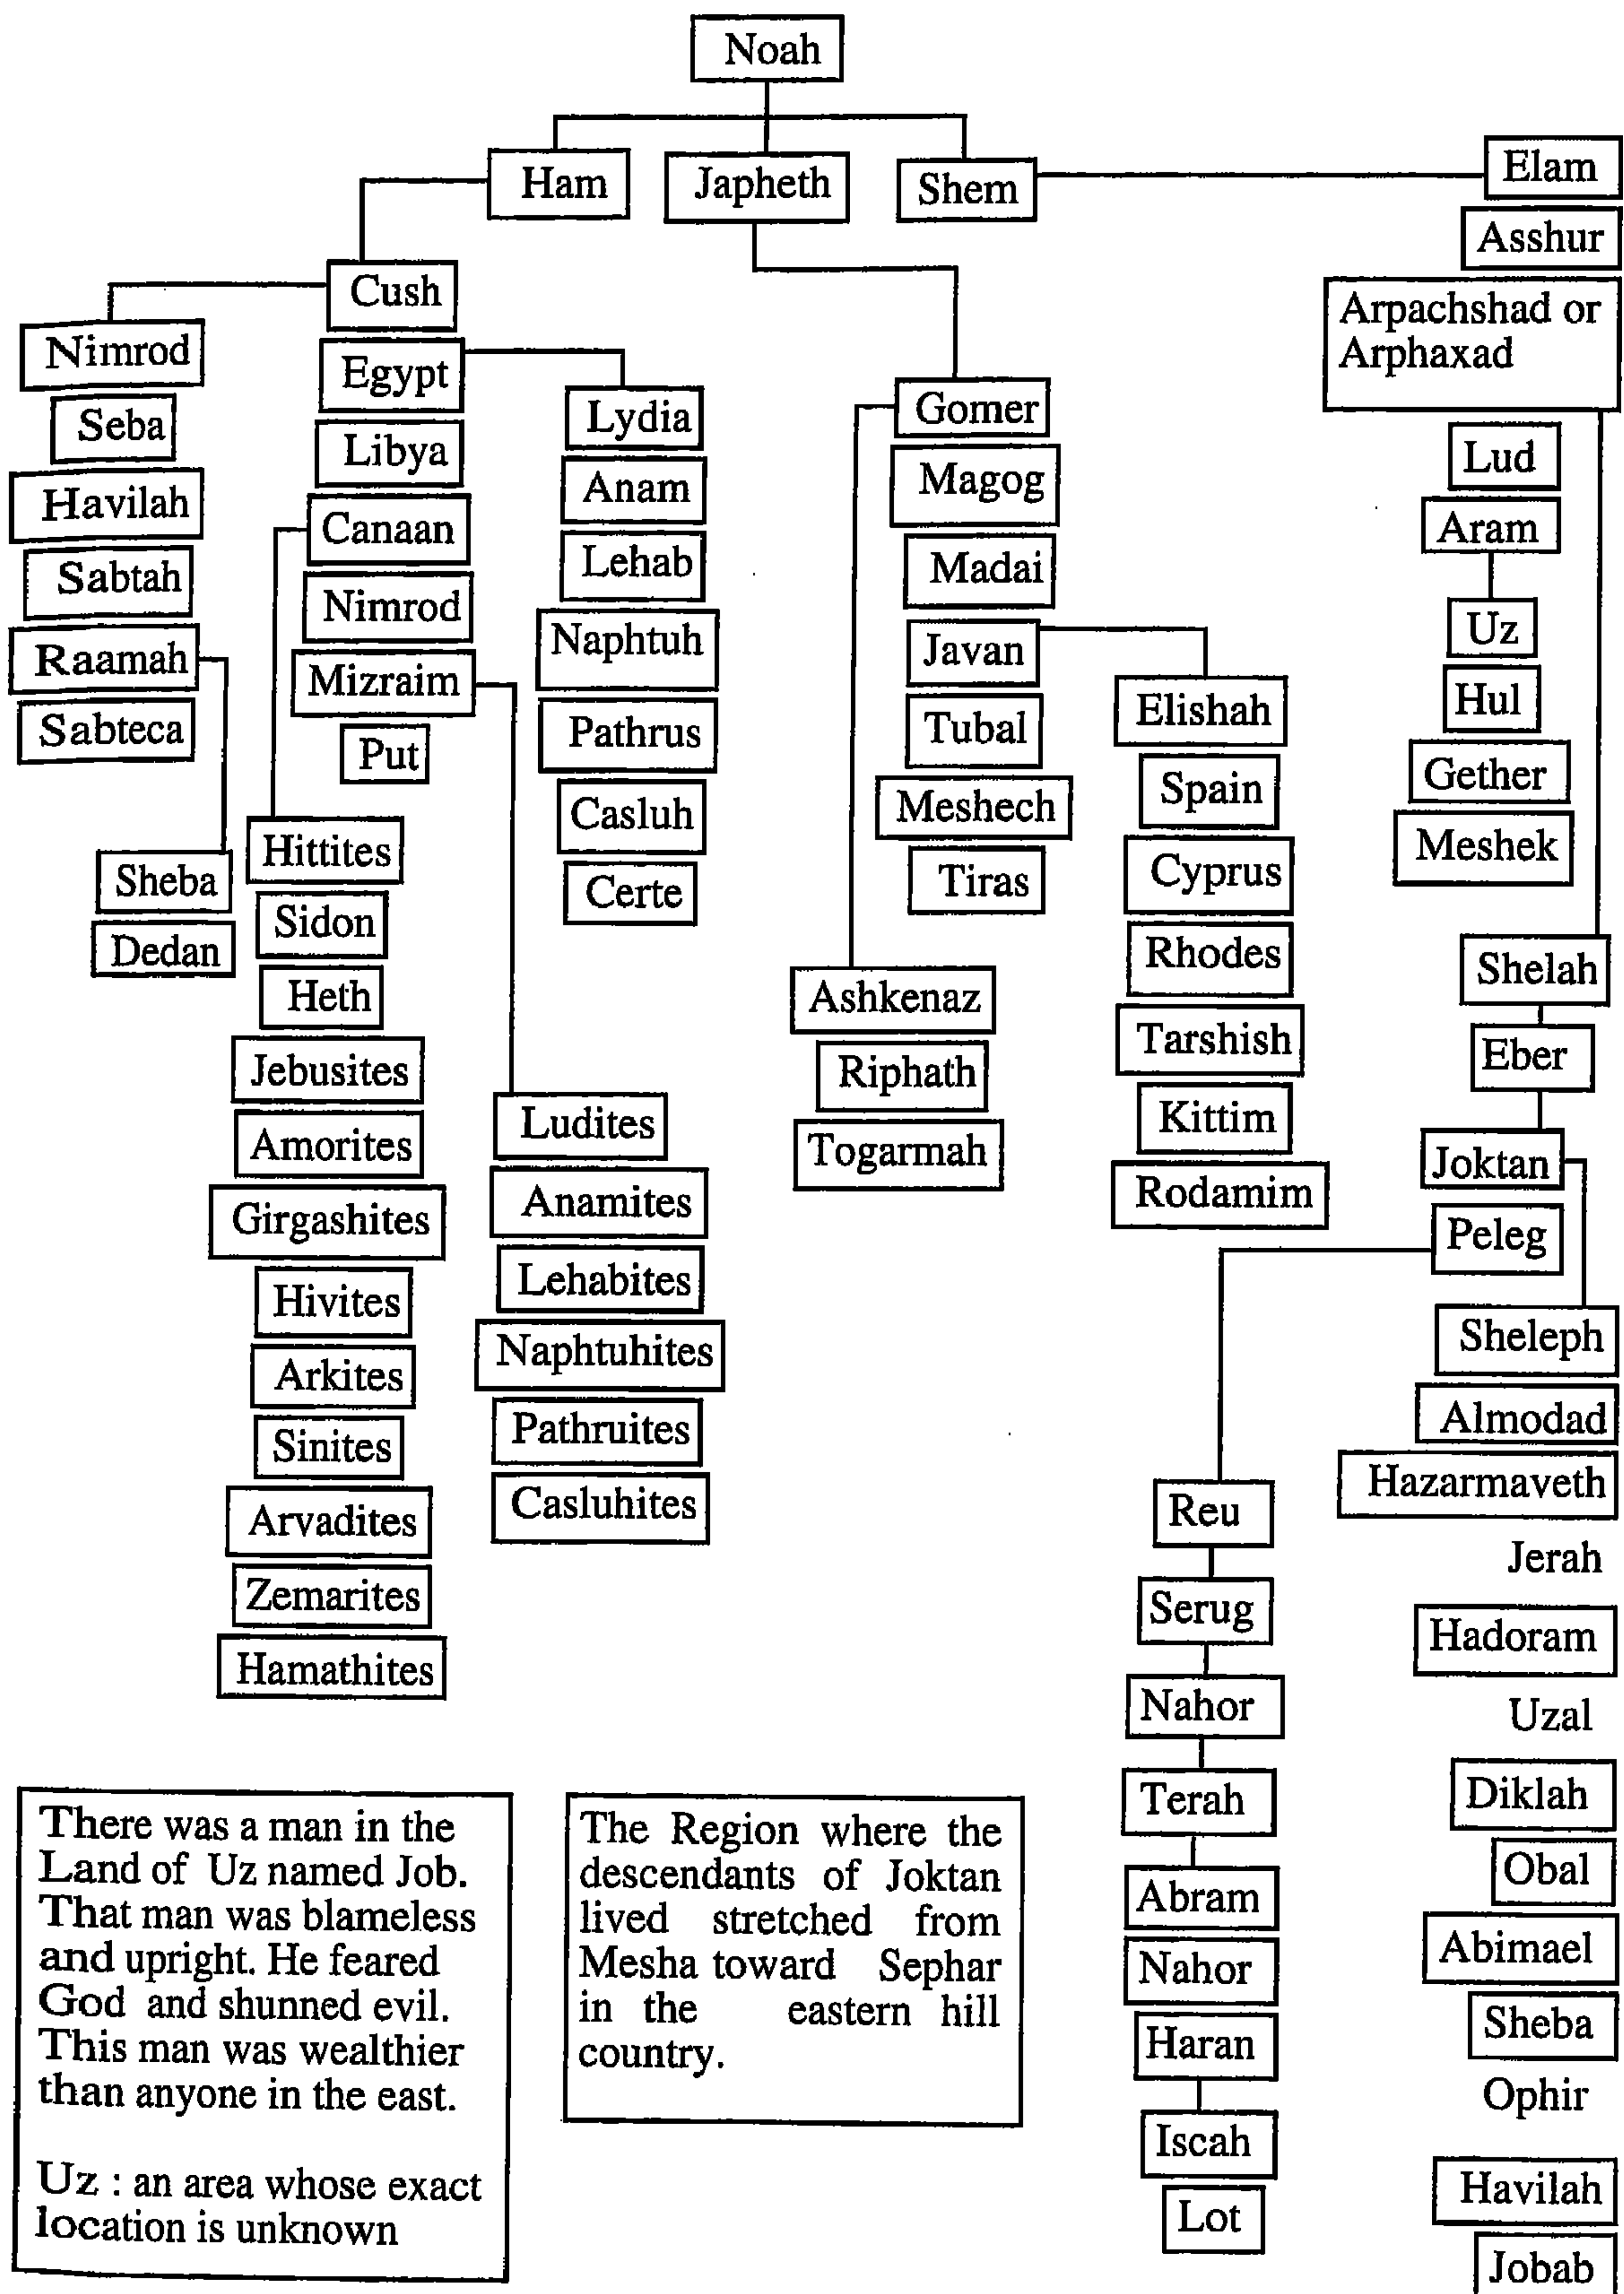 Noah
Ham
Japheth
Shem
Elam
Asshur
Arpachshad or
Arphaxad
Lud
Aram
Uz
Hul
Gether
Meshek
Cush
Egypt
Libya
Canaan
Nimrod
Mizraim
Put
Nimrod
Seba
Havilah
Sabtah
Raamah
Sabteca
Sheba
Dedan
Lydia
Anam
Lehab
Naphtuh
Pathrus
Casluh
Certe
Hittites
Sidon
Heth
Jebusites
Amorites
Girgashites
Hivites
Arkites
Sinites
Arvadites
Zemarites
Hamathites
Ludites
Anamites
Lehabites
Naphtuhites
Pathruites
Casluhites
Gomer
Magog
Madai
Javan
Tubal
Meshech
Tiras
Ashkenaz
Riphath
Togarmah
Elishah
Spain
Cyprus
Rhodes
Tarshish
Kittim
Rodamim
Shelah
Eber
Joktan
Peleg
Sheleph
Almodad
Hazarmaveth
Jerah
Hadoram
Uzal
Diklah
Obal
Abimael
Sheba
Ophir
Havilah
Jobab
Reu
Serug
Nahor
Terah
Abram
Nahor
Haran
Iscah
Lot
There was a man in the
Land of Uz named Job.
That man was blameless
and upright. He feared
God and shunned evil.
This man was wealthier
than anyone in the east.
Uz : an area whose exact
location is unknown
The Region where the
descendants of Joktan
lived stretched from
Mesha toward Sephar
in the eastern hill
country.